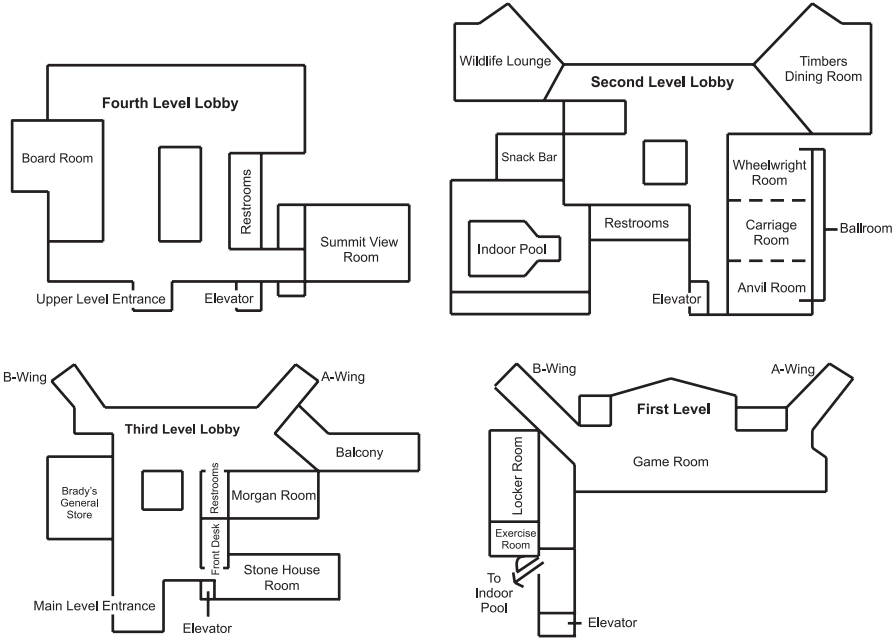 Fourth Level Lobby
Board Room
Restrooms
Summit View
Room
Upper Level Entrance
Elevator
Wildlife Lounge
Second Level Lobby
Timbers
Dining Room
Snack Bar
Wheelwright
Room
Restrooms
Carriage
Room
Ballroom
Indoor Pool
Anvil Room
Elevator
B-Wing
A-Wing
Third Level Lobby
Balcony
Restrooms
Morgan Room
Brady's
General
Store
Front Desk
Stone House
Room
Main Level Entrance
Elevator
B-Wing
A-Wing
First Level
Game Room
Locker Room
Exercise
Room
To
Indoor
Pool
Elevator